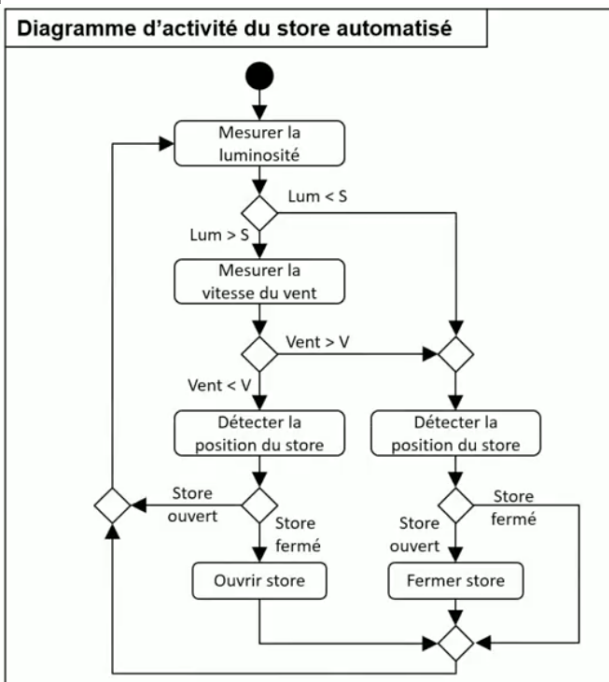 Diagramme d'activité du store automatisé
Mesurer la
luminosité
Lum < S
Lum > S
Mesurer la
vitesse du vent
Vent > V
Vent < V
Détecter la
position du store
Détecter la
position du store
Store
ouvert
Store
fermé
Store
ouvert
Store
fermé
Ouvrir store
Fermer store